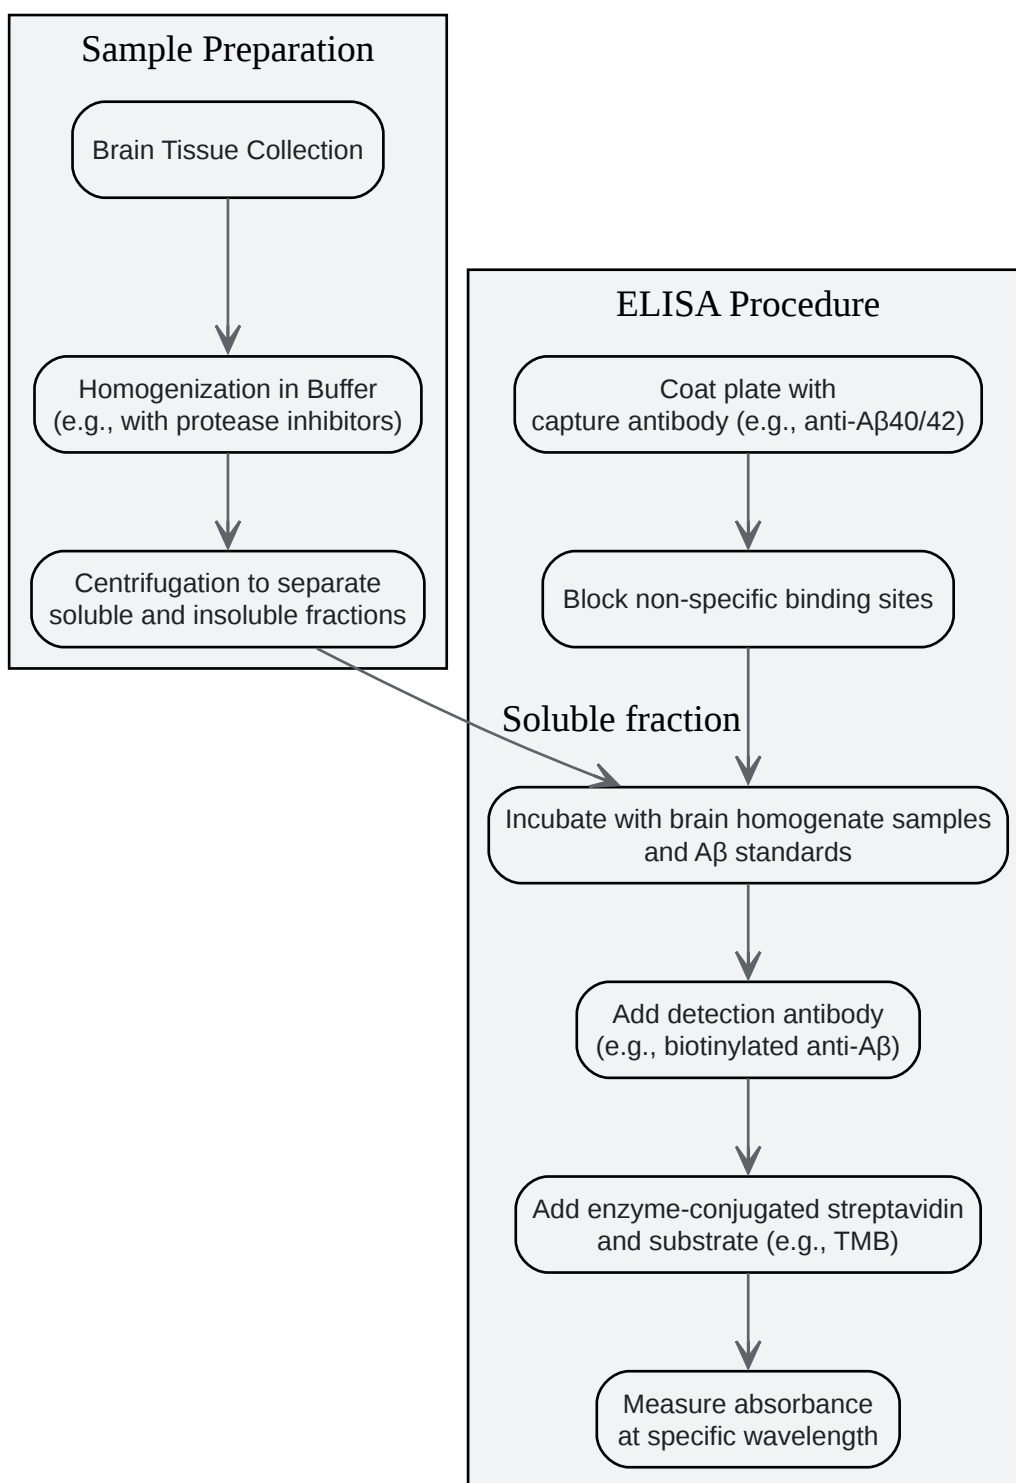 Sample Preparation
Brain Tissue Collection
Homogenization in Buffer
(e.g., with protease inhibitors)
Centrifugation to separate
soluble and insoluble fractions
ELISA Procedure
Coat plate with
capture antibody (e.g., anti-Aβ40/42)
Block non-specific binding sites
Soluble fraction
Incubate with brain homogenate samples
and Aβ standards
Add detection antibody
(e.g., biotinylated anti-Aβ)
Add enzyme-conjugated streptavidin
and substrate (e.g., TMB)
Measure absorbance
at specific wavelength